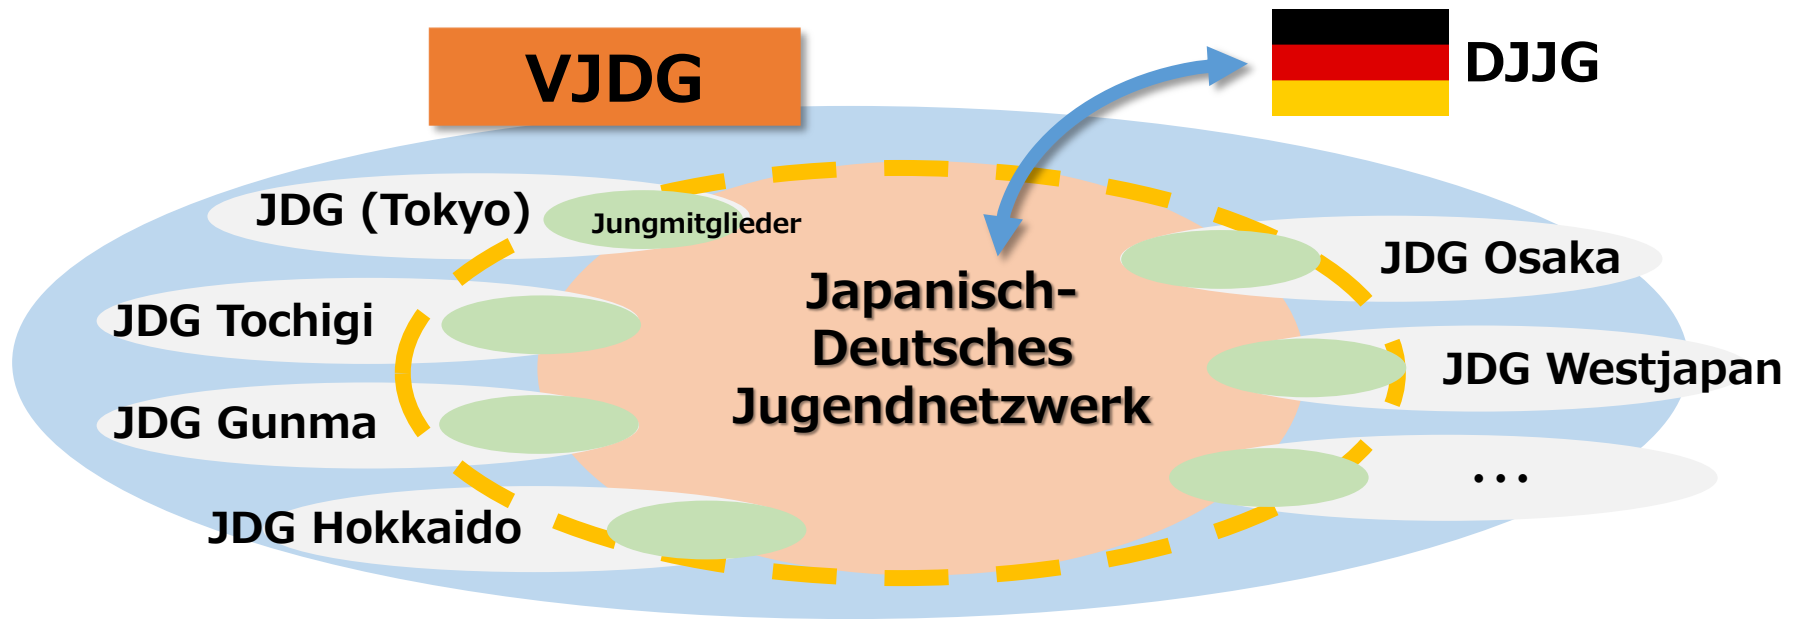 VJDG
DJJG
JDG (Tokyo)
Jungmitglieder
JDG Tochigi
JDG Gunma
JDG Hokkaido
Japanisch-
Deutsches
Jugendnetzwerk
JDG Osaka
JDG Westjapan
...